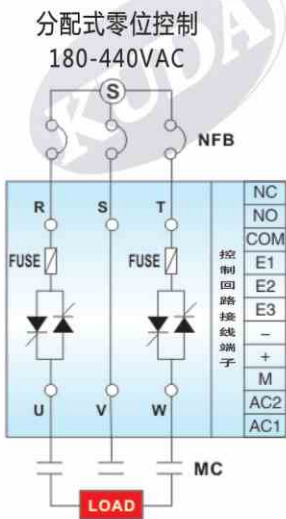 分配式零位控制
180-440VAC
KUDA
S
NFB
R S T
FUSE FUSE
U V W
控制回路接线端子
NC
NO
COM
E1
E2
E3
−
+
M
AC2
AC1
MC
LOAD